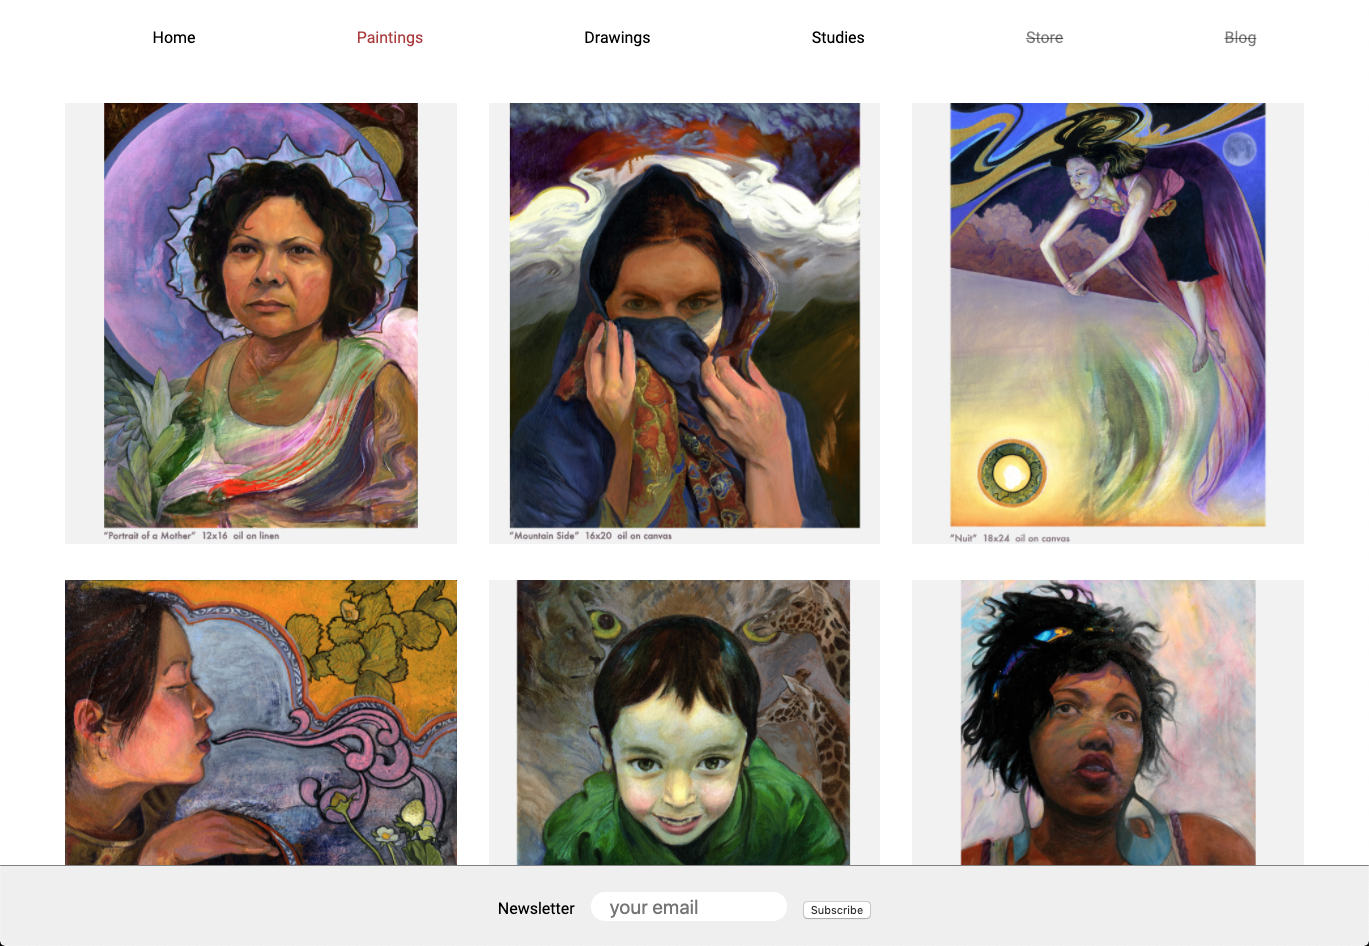 Home Paintings Drawings Studies Store Blog
"Portrait of a Mother" 12x16 oil on linen
"Mountain Side" 16x20 oil on canvas
"Nuit" 18x24 oil on canvas
Newsletter your email Subscribe